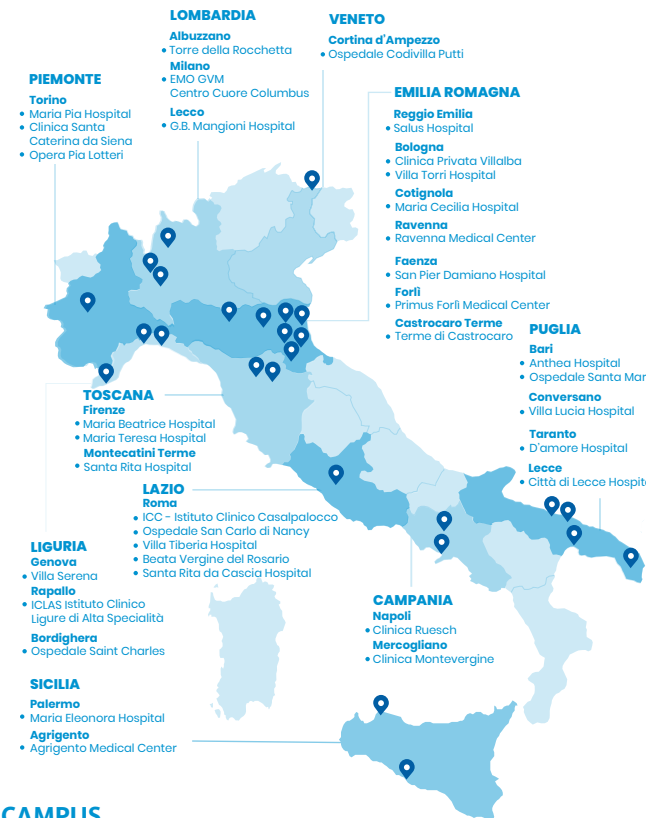 LOMBARDIA
Albuzzano
• Torre della Rocchetta
Milano
• EMO GVM
Centro Cuore Columbus
Lecco
• G.B. Mangioni Hospital
VENETO
Cortina d'Ampezzo
• Ospedale Codivilla Putti
PIEMONTE
Torino
• Maria Pia Hospital
• Clinica Santa
Caterina da Siena
• Opera Pia Lotteri
EMILIA ROMAGNA
Reggio Emilia
• Salus Hospital
Bologna
• Clinica Privata Villalba
• Villa Torri Hospital
Cotignola
• Maria Cecilia Hospital
Ravenna
• Ravenna Medical Center
Faenza
• San Pier Damiano Hospital
Forlì
• Primus Forlì Medical Center
Castrocaro Terme
• Terme di Castrocaro
PUGLIA
Bari
• Anthea Hospital
• Ospedale Santa Mar
Conversano
• Villa Lucia Hospital
Taranto
• D'amore Hospital
Lecce
• Città di Lecce Hospit
TOSCANA
Firenze
• Maria Beatrice Hospital
• Maria Teresa Hospital
Montecatini Terme
• Santa Rita Hospital
LAZIO
Roma
• ICC - Istituto Clinico Casalpalocco
• Ospedale San Carlo di Nancy
• Villa Tiberia Hospital
• Beata Vergine del Rosario
• Santa Rita da Cascia Hospital
LIGURIA
Genova
• Villa Serena
Rapallo
• ICLAS Istituto Clinico
Ligure di Alta Specialità
Bordighera
• Ospedale Saint Charles
CAMPANIA
Napoli
• Clinica Ruesch
Mercogliano
• Clinica Montevergine
SICILIA
Palermo
• Maria Eleonora Hospital
Agrigento
• Agrigento Medical Center
CAMPUS